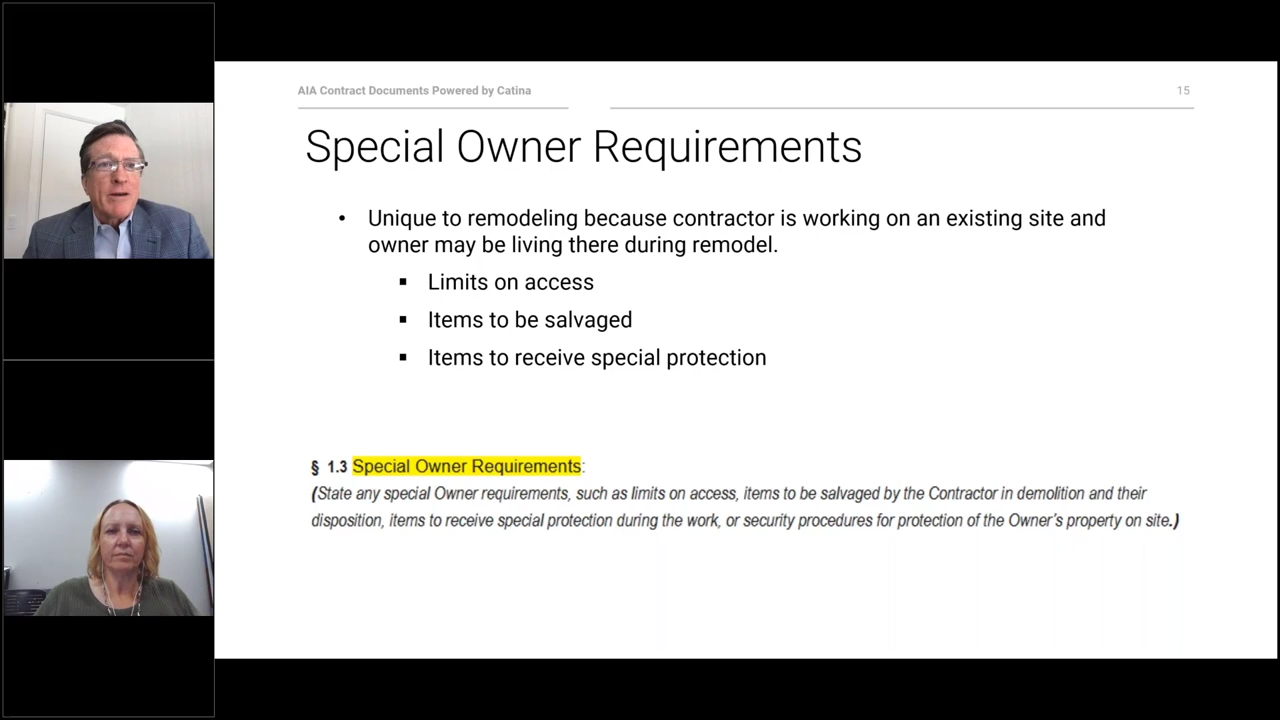 AIA Contract Documents Powered by Catina
15
Special Owner Requirements
• Unique to remodeling because contractor is working on an existing site and
owner may be living there during remodel.
▪ Limits on access
▪ Items to be salvaged
▪ Items to receive special protection
§ 1.3 Special Owner Requirements:
(State any special Owner requirements, such as limits on access, items to be salvaged by the Contractor in demolition and their
disposition, items to receive special protection during the work, or security procedures for protection of the Owner's property on site.)